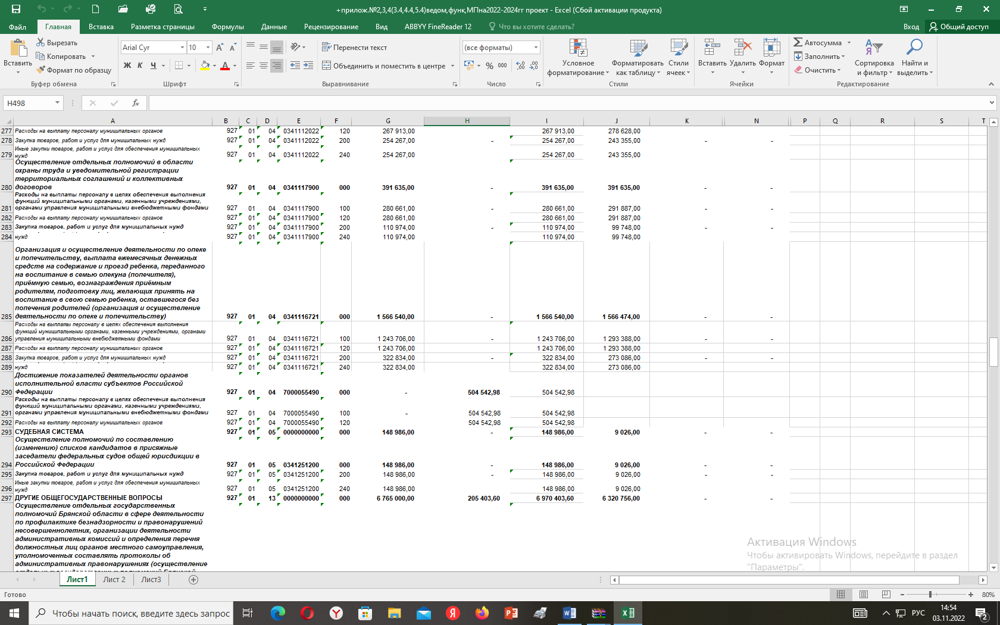 +прилож.№2,3,4(3.4,4.4,5.4)ведом,функ,МПна2022-2024гг проект - Excel (Сбой активации продукта)
Файл Главная Вставка Разметка страницы Формулы Данные Рецензирование Вид ABBYY FineReader 12 Что вы хотите сделать? Вход Общий доступ
Вставить Вырезать Копировать Формат по образцу
Arial Cyr 10
Ж К Ч
Перенести текст
Объединить и поместить в центре
(все форматы)
% 000
Условное форматирование Форматировать как таблицу Стили ячеек
Вставить Удалить Формат
Автосумма Заполнить Очистить
Сортировка и фильтр Найти и выделить
Буфер обмена Шрифт Выравнивание Число Стили Ячейки Редактирование
H498 fx
A B C D E F G H I J K N P Q R S T
277 Расходы на выплату персоналу муниципальных органов 927 01 04 0341112022 120 267 913,00 267 913,00 278 628,00
278 Закупка товаров, работ и услуг для муниципальных нужд 927 01 04 0341112022 200 254 267,00 - 254 267,00 243 355,00 - -
Иные закупки товаров, работ и услуг для обеспечения муниципальных
279 нужд 927 01 04 0341112022 240 254 267,00 254 267,00 243 355,00
Осуществление отдельных полномочий в области
охраны труда и уведомительной регистрации
территориальных соглашений и коллективных
280 договоров 927 01 04 0341117900 000 391 635,00 - 391 635,00 391 635,00 - -
Расходы на выплаты персоналу в целях обеспечения выполнения
функций муниципальными органами, казенными учреждениями,
281 органами управления муниципальными внебюджетными фондами 927 01 04 0341117900 100 280 661,00 - 280 661,00 291 887,00 - -
282 Расходы на выплату персоналу муниципальных органов 927 01 04 0341117900 120 280 661,00 280 661,00 291 887,00
283 Закупка товаров, работ и услуг для муниципальных нужд 927 01 04 0341117900 200 110 974,00 - 110 974,00 99 748,00 - -
284 нужд 927 01 04 0341117900 240 110 974,00 110 974,00 99 748,00
Организация и осуществление деятельности по опеке
и попечительству, выплата ежемесячных денежных
средств на содержание и проезд ребенка, переданного
на воспитание в семью опекуна (попечителя),
приёмную семью, вознаграждения приёмным
родителям, подготовку лиц, желающих принять на
воспитание в свою семью ребенка, оставшегося без
попечения родителей (организация и осуществление
285 деятельности по опеке и попечительству) 927 01 04 0341116721 000 1 566 540,00 - 1 566 540,00 1 566 474,00 - -
Расходы на выплаты персоналу в целях обеспечения выполнения
функций муниципальными органами, казенными учреждениями, органами
286 управления муниципальными внебюджетными фондами 927 01 04 0341116721 100 1 243 706,00 - 1 243 706,00 1 293 388,00 - -
287 Расходы на выплату персоналу муниципальных органов 927 01 04 0341116721 120 1 243 706,00 1 243 706,00 1 293 388,00
288 Закупка товаров, работ и услуг для муниципальных нужд 927 01 04 0341116721 200 322 834,00 - 322 834,00 273 086,00 - -
289 нужд 927 01 04 0341116721 240 322 834,00 322 834,00 273 086,00
Достижение показателей деятельности органов
исполнительной власти субъектов Российской
290 Федерации 927 01 04 7000055490 000 - 504 542,98 504 542,98
Расходы на выплаты персоналу в целях обеспечения выполнения
функций муниципальными органами, казенными учреждениями,
291 органами управления муниципальными внебюджетными фондами 927 01 04 7000055490 100 - 504 542,98 504 542,98
292 Расходы на выплату персоналу муниципальных органов 927 01 04 7000055490 120 504 542,98 504 542,98
293 СУДЕБНАЯ СИСТЕМА 927 01 05 0000000000 000 148 986,00 - 148 986,00 9 026,00 - -
Осуществление полномочий по составлению
(изменению) списков кандидатов в присяжные
заседатели федеральных судов общей юрисдикции в
294 Российской Федерации 927 01 05 0341251200 000 148 986,00 - 148 986,00 9 026,00 - -
295 Закупка товаров, работ и услуг для муниципальных нужд 927 01 05 0341251200 200 148 986,00 - 148 986,00 9 026,00 - -
Иные закупки товаров, работ и услуг для обеспечения муниципальных
296 нужд 927 01 05 0341251200 240 148 986,00 148 986,00 9 026,00
297 ДРУГИЕ ОБЩЕГОСУДАРСТВЕННЫЕ ВОПРОСЫ 927 01 13 0000000000 000 6 765 000,00 205 403,60 6 970 403,60 6 320 756,00 - -
Осуществление отдельных государственных
полномочий Брянской области в сфере деятельности
по профилактике безнадзорности и правонарушений
несовершеннолетних, организации деятельности
административных комиссий и определения перечня
должностных лиц органов местного самоуправления,
уполномоченных составлять протоколы об
административных правонарушениях (осуществление
Активация Windows
Чтобы активировать Windows, перейдите в раздел
"Параметры".
Лист1 Лист 2 Лист3
Готово 80%
Чтобы начать поиск, введите здесь запрос
РУС 14:54
03.11.2022 2